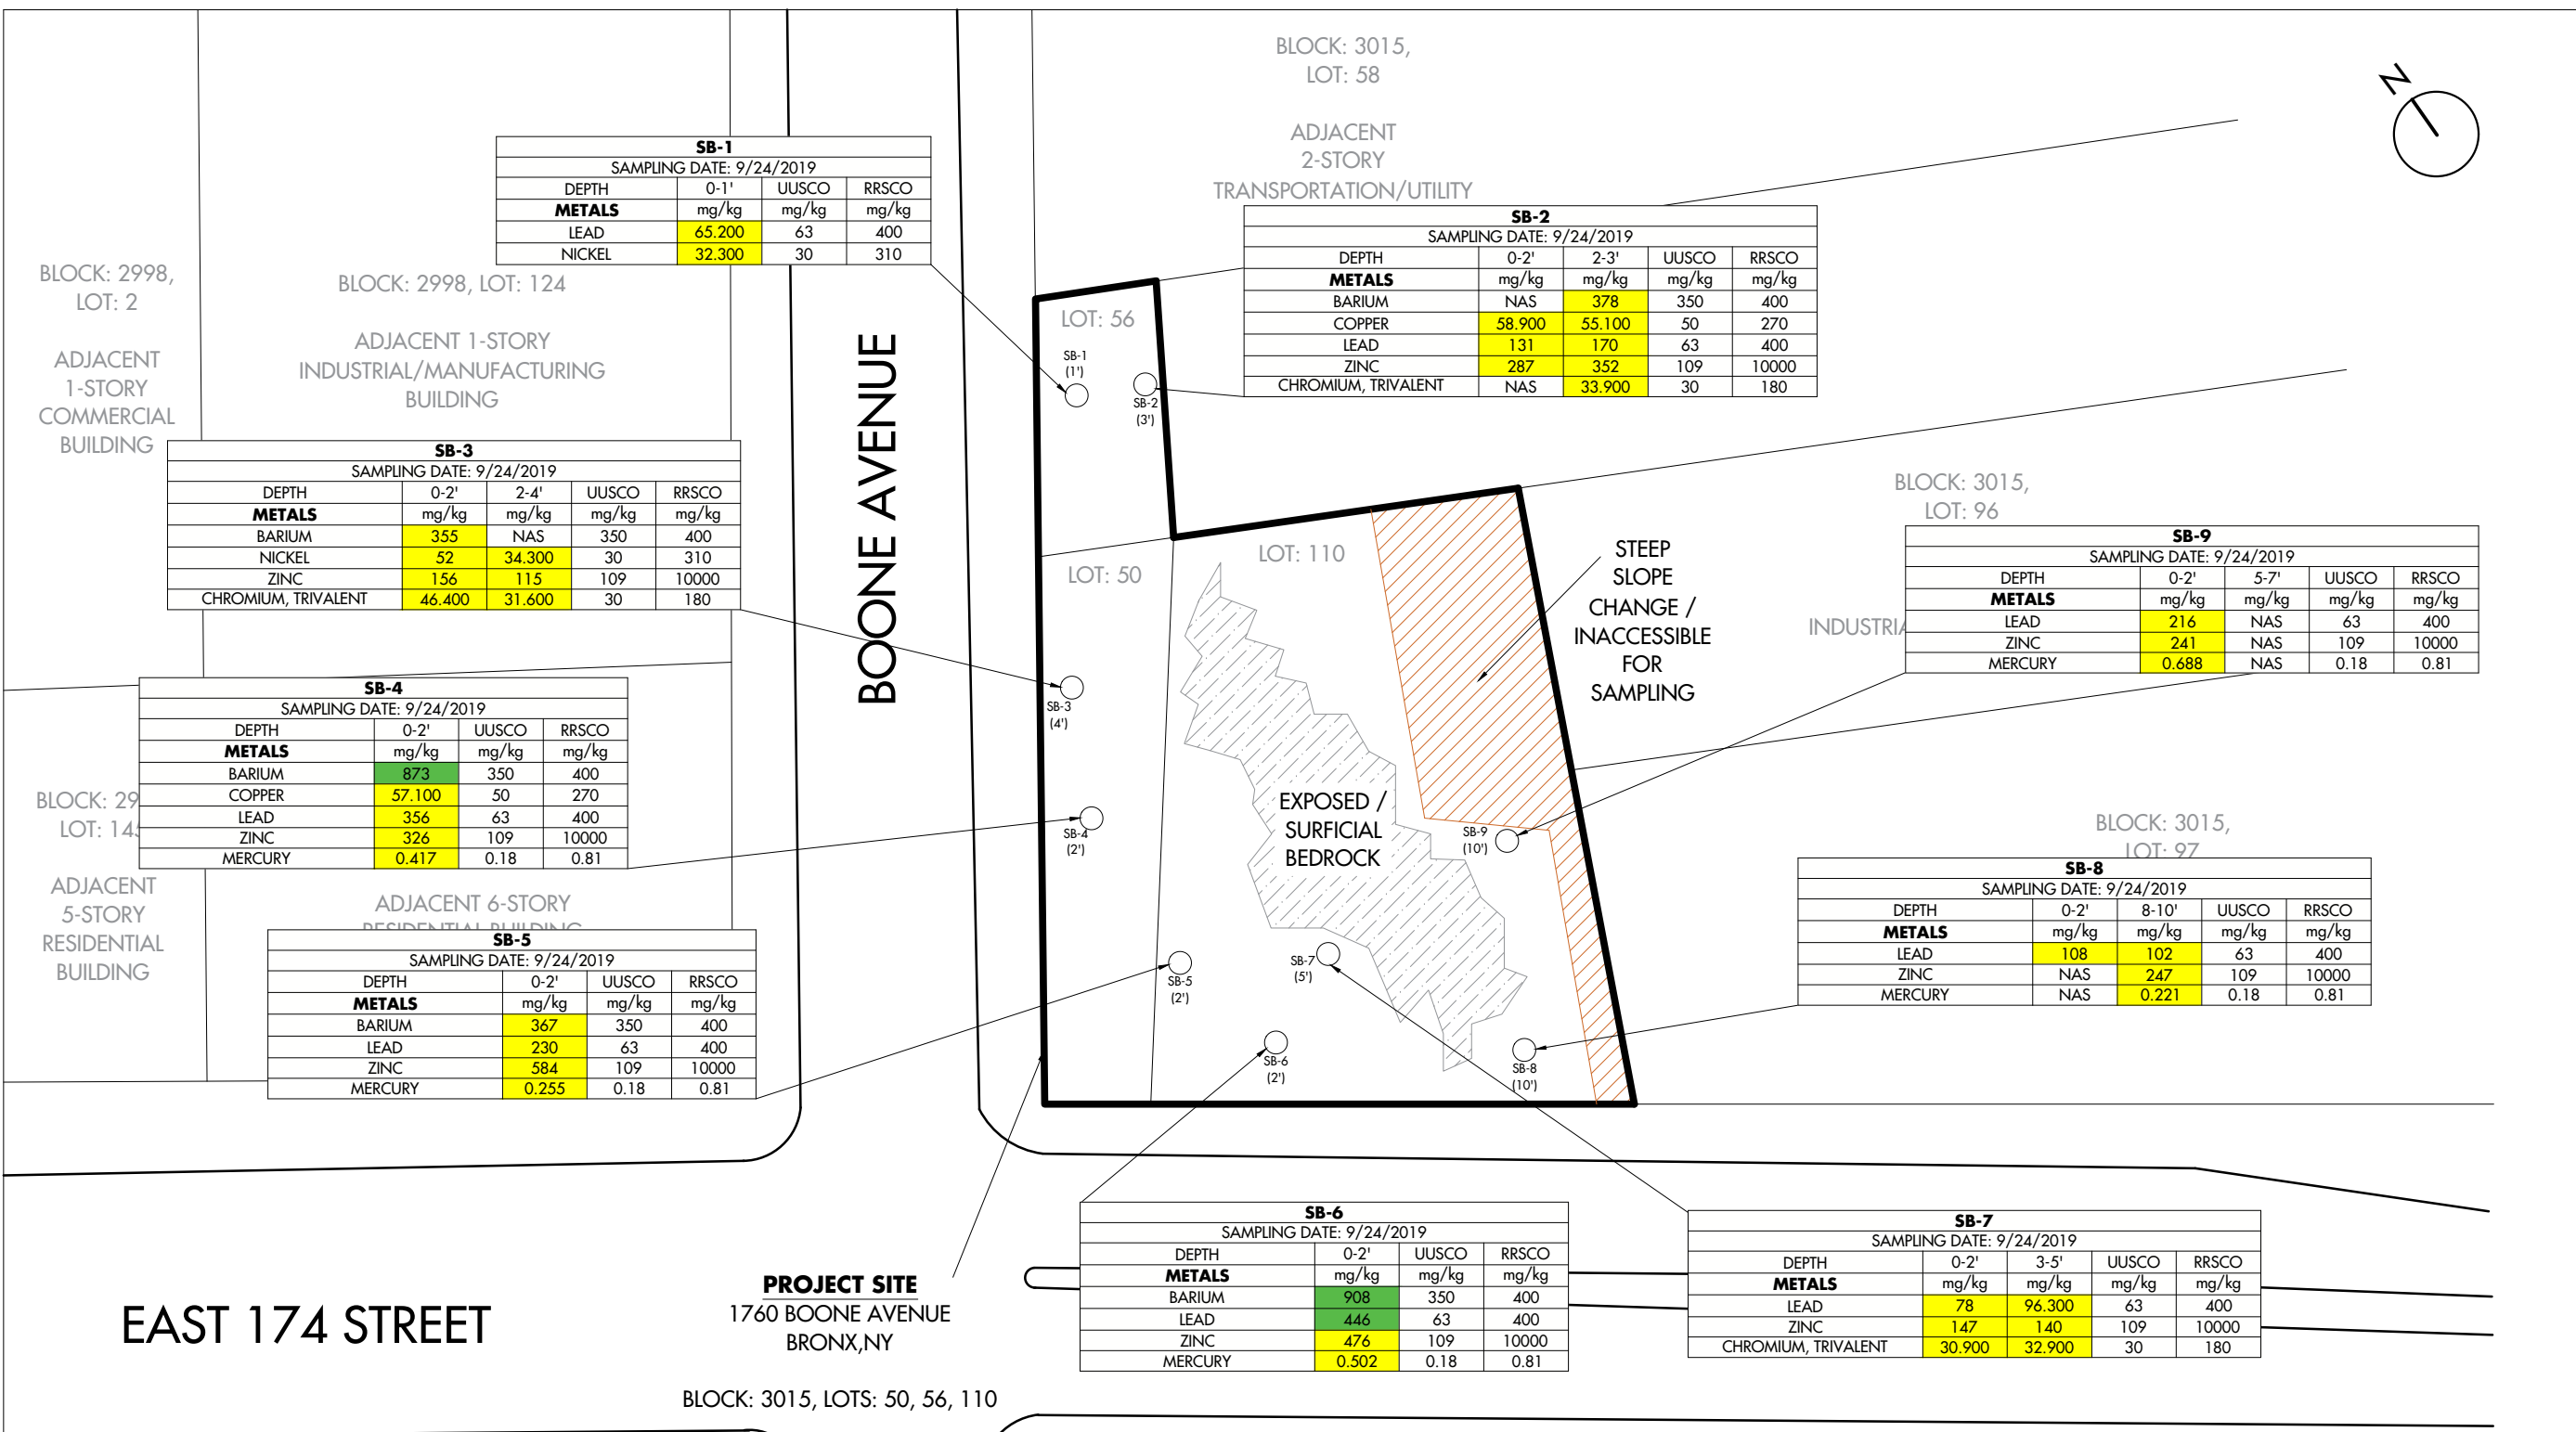 BLOCK: 3015,
LOT: 58
ADJACENT
2-STORY
TRANSPORTATION/UTILITY
N
SB-1
SAMPLING DATE: 9/24/2019
DEPTH 0-1' UUSCO RRSCO
METALS mg/kg mg/kg mg/kg
LEAD 65.200 63 400
NICKEL 32.300 30 310
SB-2
SAMPLING DATE: 9/24/2019
DEPTH 0-2' 2-3' UUSCO RRSCO
METALS mg/kg mg/kg mg/kg mg/kg
BARIUM NAS 378 350 400
COPPER 58.900 55.100 50 270
LEAD 131 170 63 400
ZINC 287 352 109 10000
CHROMIUM, TRIVALENT NAS 33.900 30 180
BLOCK: 2998,
LOT: 2
ADJACENT
1-STORY
COMMERCIAL
BUILDING
BLOCK: 2998, LOT: 124
ADJACENT 1-STORY
INDUSTRIAL/MANUFACTURING
BUILDING
BOONE AVENUE
LOT: 56
SB-1
(1')
SB-2
(3')
SB-3
SAMPLING DATE: 9/24/2019
DEPTH 0-2' 2-4' UUSCO RRSCO
METALS mg/kg mg/kg mg/kg mg/kg
BARIUM 355 NAS 350 400
NICKEL 52 34.300 30 310
ZINC 156 115 109 10000
CHROMIUM, TRIVALENT 46.400 31.600 30 180
LOT: 50
LOT: 110
STEEP
SLOPE
CHANGE /
INACCESSIBLE
FOR
SAMPLING
BLOCK: 3015,
LOT: 96
INDUSTRIA
SB-9
SAMPLING DATE: 9/24/2019
DEPTH 0-2' 5-7' UUSCO RRSCO
METALS mg/kg mg/kg mg/kg mg/kg
LEAD 216 NAS 63 400
ZINC 241 NAS 109 10000
MERCURY 0.688 NAS 0.18 0.81
SB-3
(4')
SB-4
SAMPLING DATE: 9/24/2019
DEPTH 0-2' UUSCO RRSCO
METALS mg/kg mg/kg mg/kg
BARIUM 873 350 400
COPPER 57.100 50 270
LEAD 356 63 400
ZINC 326 109 10000
MERCURY 0.417 0.18 0.81
BLOCK: 29
LOT: 145
ADJACENT
5-STORY
RESIDENTIAL
BUILDING
ADJACENT 6-STORY
RESIDENTIAL BUILDING
SB-4
(2')
EXPOSED /
SURFICIAL
BEDROCK
SB-9
(10')
BLOCK: 3015,
LOT: 97
SB-8
SAMPLING DATE: 9/24/2019
DEPTH 0-2' 8-10' UUSCO RRSCO
METALS mg/kg mg/kg mg/kg mg/kg
LEAD 108 102 63 400
ZINC NAS 247 109 10000
MERCURY NAS 0.221 0.18 0.81
SB-5
SAMPLING DATE: 9/24/2019
DEPTH 0-2' UUSCO RRSCO
METALS mg/kg mg/kg mg/kg
BARIUM 367 350 400
LEAD 230 63 400
ZINC 584 109 10000
MERCURY 0.255 0.18 0.81
SB-5
(2')
SB-7
(5')
SB-6
(2')
SB-8
(10')
SB-6
SAMPLING DATE: 9/24/2019
DEPTH 0-2' UUSCO RRSCO
METALS mg/kg mg/kg mg/kg
BARIUM 908 350 400
LEAD 446 63 400
ZINC 476 109 10000
MERCURY 0.502 0.18 0.81
SB-7
SAMPLING DATE: 9/24/2019
DEPTH 0-2' 3-5' UUSCO RRSCO
METALS mg/kg mg/kg mg/kg mg/kg
LEAD 78 96.300 63 400
ZINC 147 140 109 10000
CHROMIUM, TRIVALENT 30.900 32.900 30 180
EAST 174 STREET
PROJECT SITE
1760 BOONE AVENUE
BRONX,NY
BLOCK: 3015, LOTS: 50, 56, 110